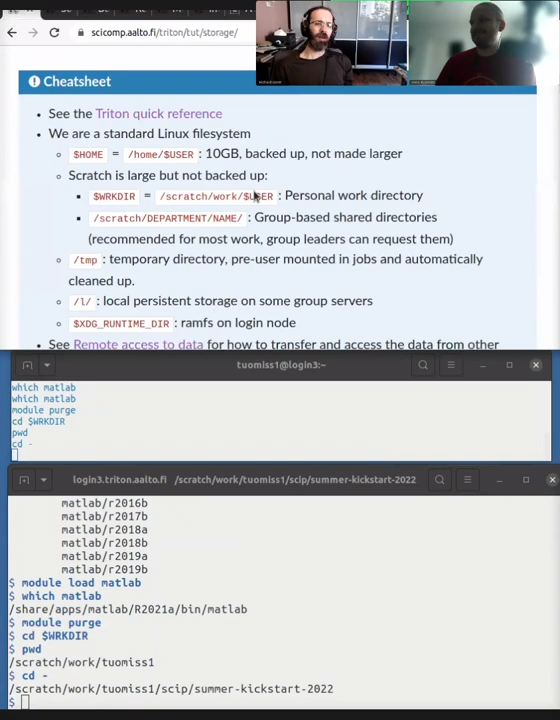 scicomp.aalto.fi/triton/tut/storage/
Cheatsheet
• See the Triton quick reference
• We are a standard Linux filesystem
$HOME = /home/$USER : 10GB, backed up, not made larger
Scratch is large but not backed up:
$WRKDIR = /scratch/work/$USER : Personal work directory
/scratch/DEPARTMENT/NAME/ : Group-based shared directories
(recommended for most work, group leaders can request them)
/tmp : temporary directory, pre-user mounted in jobs and automatically
cleaned up.
/l/ : local persistent storage on some group servers
$XDG_RUNTIME_DIR : ramfs on login node
• See Remote access to data for how to transfer and access the data from other
tuomiss1@login3:~
which matlab
which matlab
module purge
cd $WRKDIR
pwd
cd -
login3.triton.aalto.fi /scratch/work/tuomiss1/scip/summer-kickstart-2022
matlab/r2016b
matlab/r2017b
matlab/r2018a
matlab/r2018b
matlab/r2019a
matlab/r2019b
$ module load matlab
$ which matlab
/share/apps/matlab/R2021a/bin/matlab
$ module purge
$ cd $WRKDIR
$ pwd
/scratch/work/tuomiss1
$ cd -
/scratch/work/tuomiss1/scip/summer-kickstart-2022
$